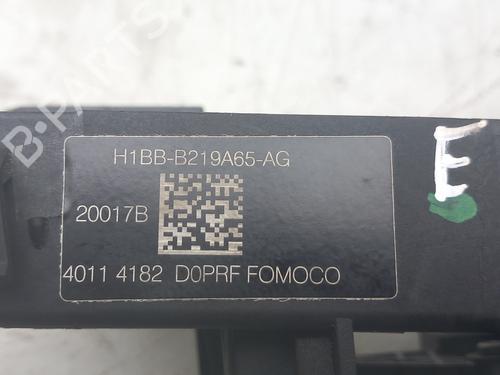 B-PARTS
H1BB-B219A65-AG
20017B
4011 4182 D0PRF FOMOCO
E